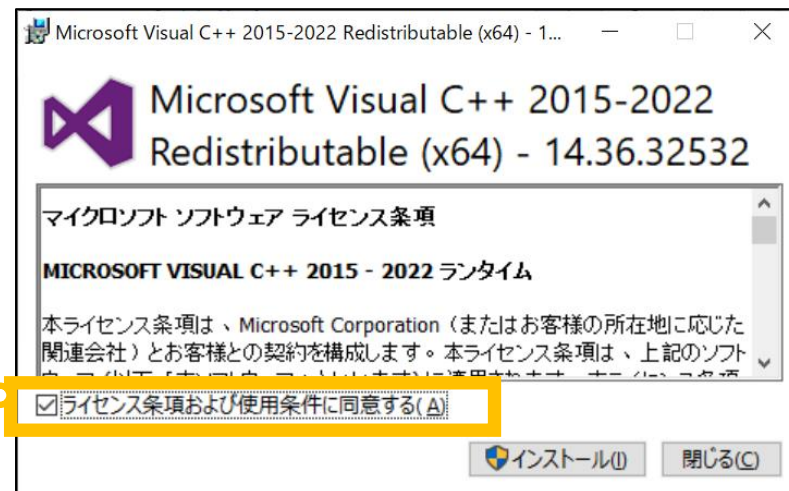 Microsoft Visual C++ 2015-2022 Redistributable (x64) - 1...
Microsoft Visual C++ 2015-2022
Redistributable (x64) - 14.36.32532
マイクロソフト ソフトウェア ライセンス条項
MICROSOFT VISUAL C++ 2015 - 2022 ランタイム
本ライセンス条項は、Microsoft Corporation（またはお客様の所在地に応じた
関連会社）とお客様との契約を構成します。本ライセンス条項は、上記のソフト
ライセンス条項および使用条件に同意する(A)
インストール(I)
閉じる(C)